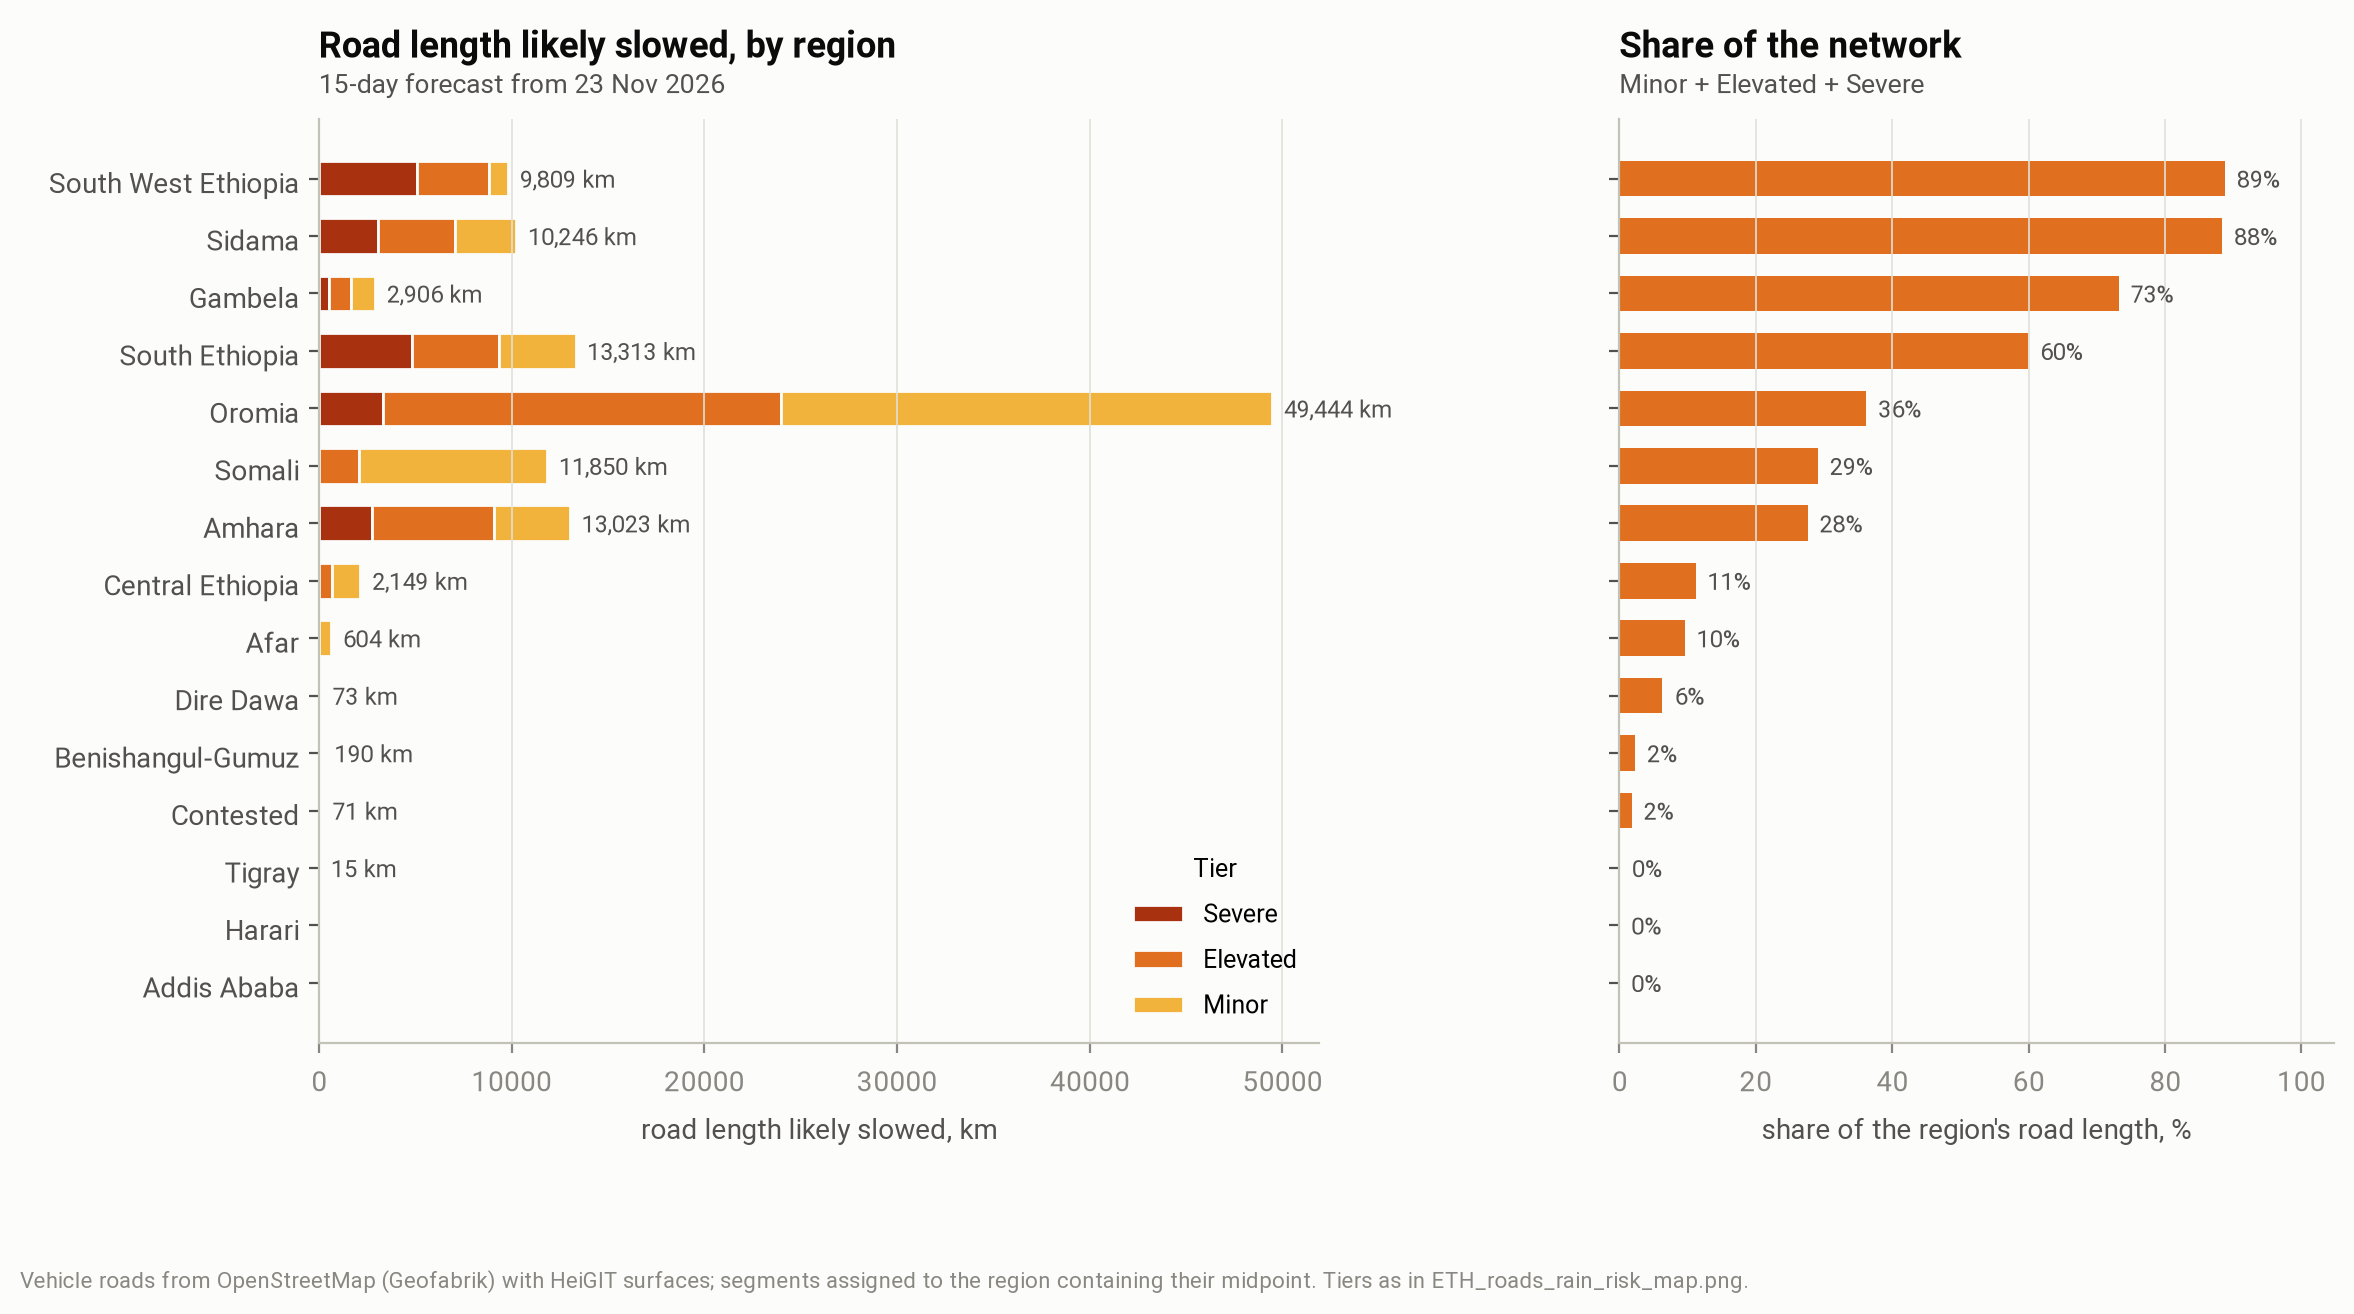 Road length likely slowed, by region
15-day forecast from 23 Nov 2026
South West Ethiopia 9,809 km
Sidama 10,246 km
Gambela 2,906 km
South Ethiopia 13,313 km
Oromia 49,444 km
Somali 11,850 km
Amhara 13,023 km
Central Ethiopia 2,149 km
Afar 604 km
Dire Dawa 73 km
Benishangul-Gumuz 190 km
Contested 71 km
Tigray 15 km
Harari
Addis Ababa
Tier
Severe
Elevated
Minor
0 10000 20000 30000 40000 50000
road length likely slowed, km
Share of the network
Minor + Elevated + Severe
89%
88%
73%
60%
36%
29%
28%
11%
10%
6%
2%
2%
0%
0%
0%
0 20 40 60 80 100
share of the region's road length, %
Vehicle roads from OpenStreetMap (Geofabrik) with HeiGIT surfaces; segments assigned to the region containing their midpoint. Tiers as in ETH_roads_rain_risk_map.png.